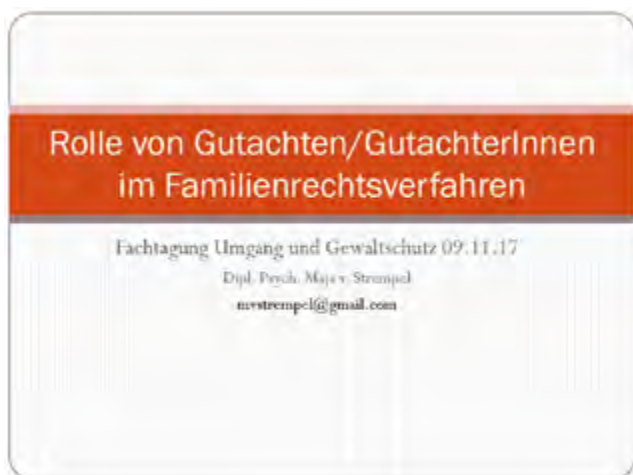 Rolle von Gutachten/GutachterInnen
im Familienrechtsverfahren
Fachtagung Umgang und Gewaltschutz 09.11.17
Dipl. Psych. Maja v. Strempel
mvstrempel@gmail.com